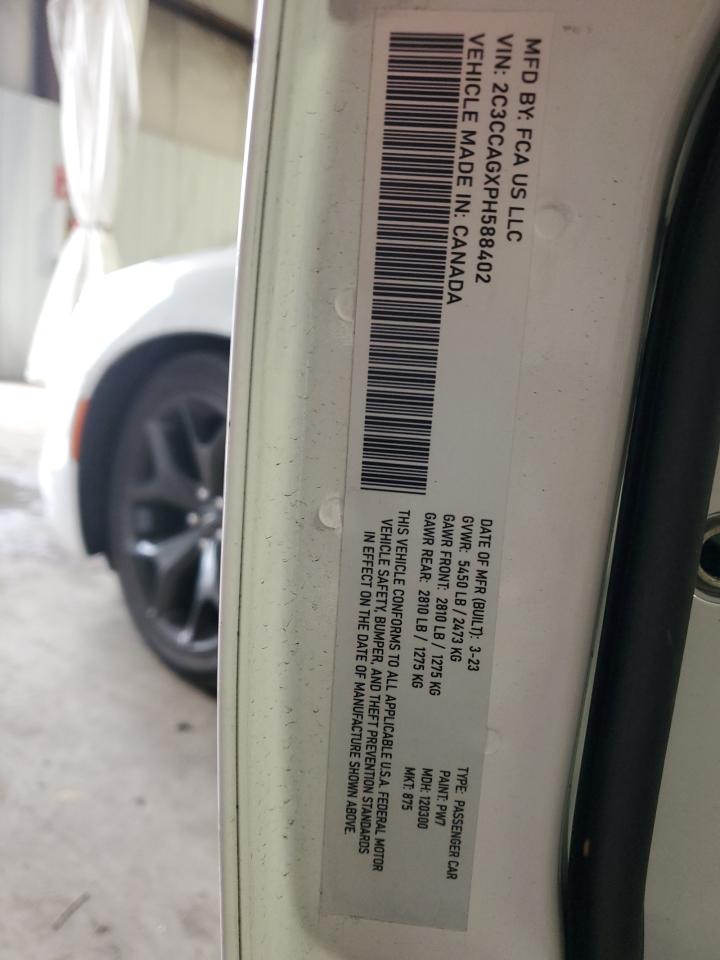 MFD BY: FCA US LLC
VIN: 2C3CCAGXPH588402
VEHICLE MADE IN: CANADA
DATE OF MFR (BUILT): 3-23
GVWR: 5450 LB / 2473 KG
GAWR FRONT: 2810 LB / 1275 KG
GAWR REAR: 2810 LB / 1275 KG
THIS VEHICLE CONFORMS TO ALL APPLICABLE U.S.A. FEDERAL MOTOR
VEHICLE SAFETY, BUMPER, AND THEFT PREVENTION STANDARDS
IN EFFECT ON THE DATE OF MANUFACTURE SHOWN ABOVE.
TYPE: PASSENGER CAR
PAINT: PW7
MDH: 120300
MKT: 875